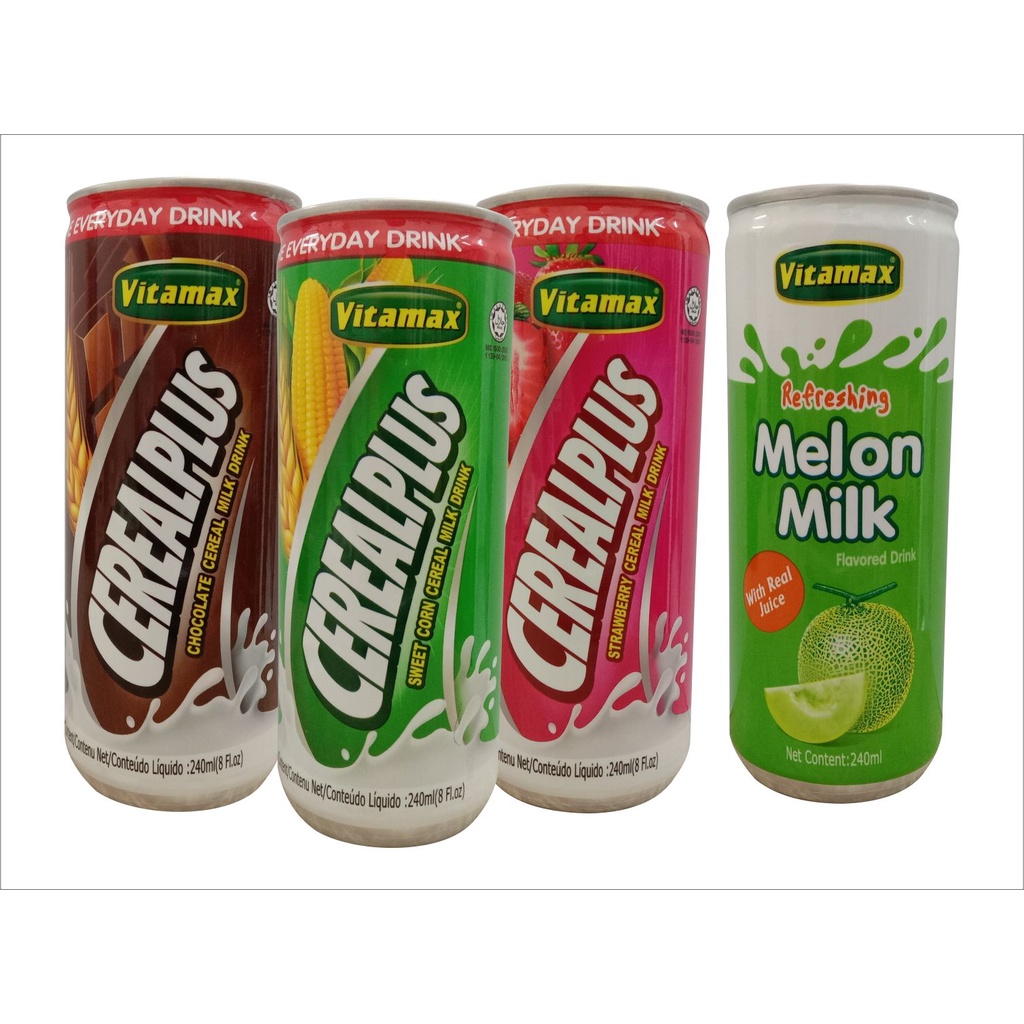 E EVERYDAY DRINK
Vitamax
CEREALPLUS
CHOCOLATE CEREAL MILK DRINK
Contenu Net/Conteúdo Líquido :240ml(8 Fl.oz)
E EVERYDAY DRINK
Vitamax
CEREALPLUS
SWEET CORN CEREAL MILK DRINK
Contenu Net/Conteúdo Líquido :240ml(8 Fl.oz)
RYDAY DRINK
Vitamax
CEREALPLUS
STRAWBERRY CEREAL MILK DRINK
ntenu Net/Conteúdo Líquido :240ml(8 Fl.oz)
Vitamax
Refreshing
Melon
Milk
Flavored Drink
With Real
Juice
Net Content:240ml